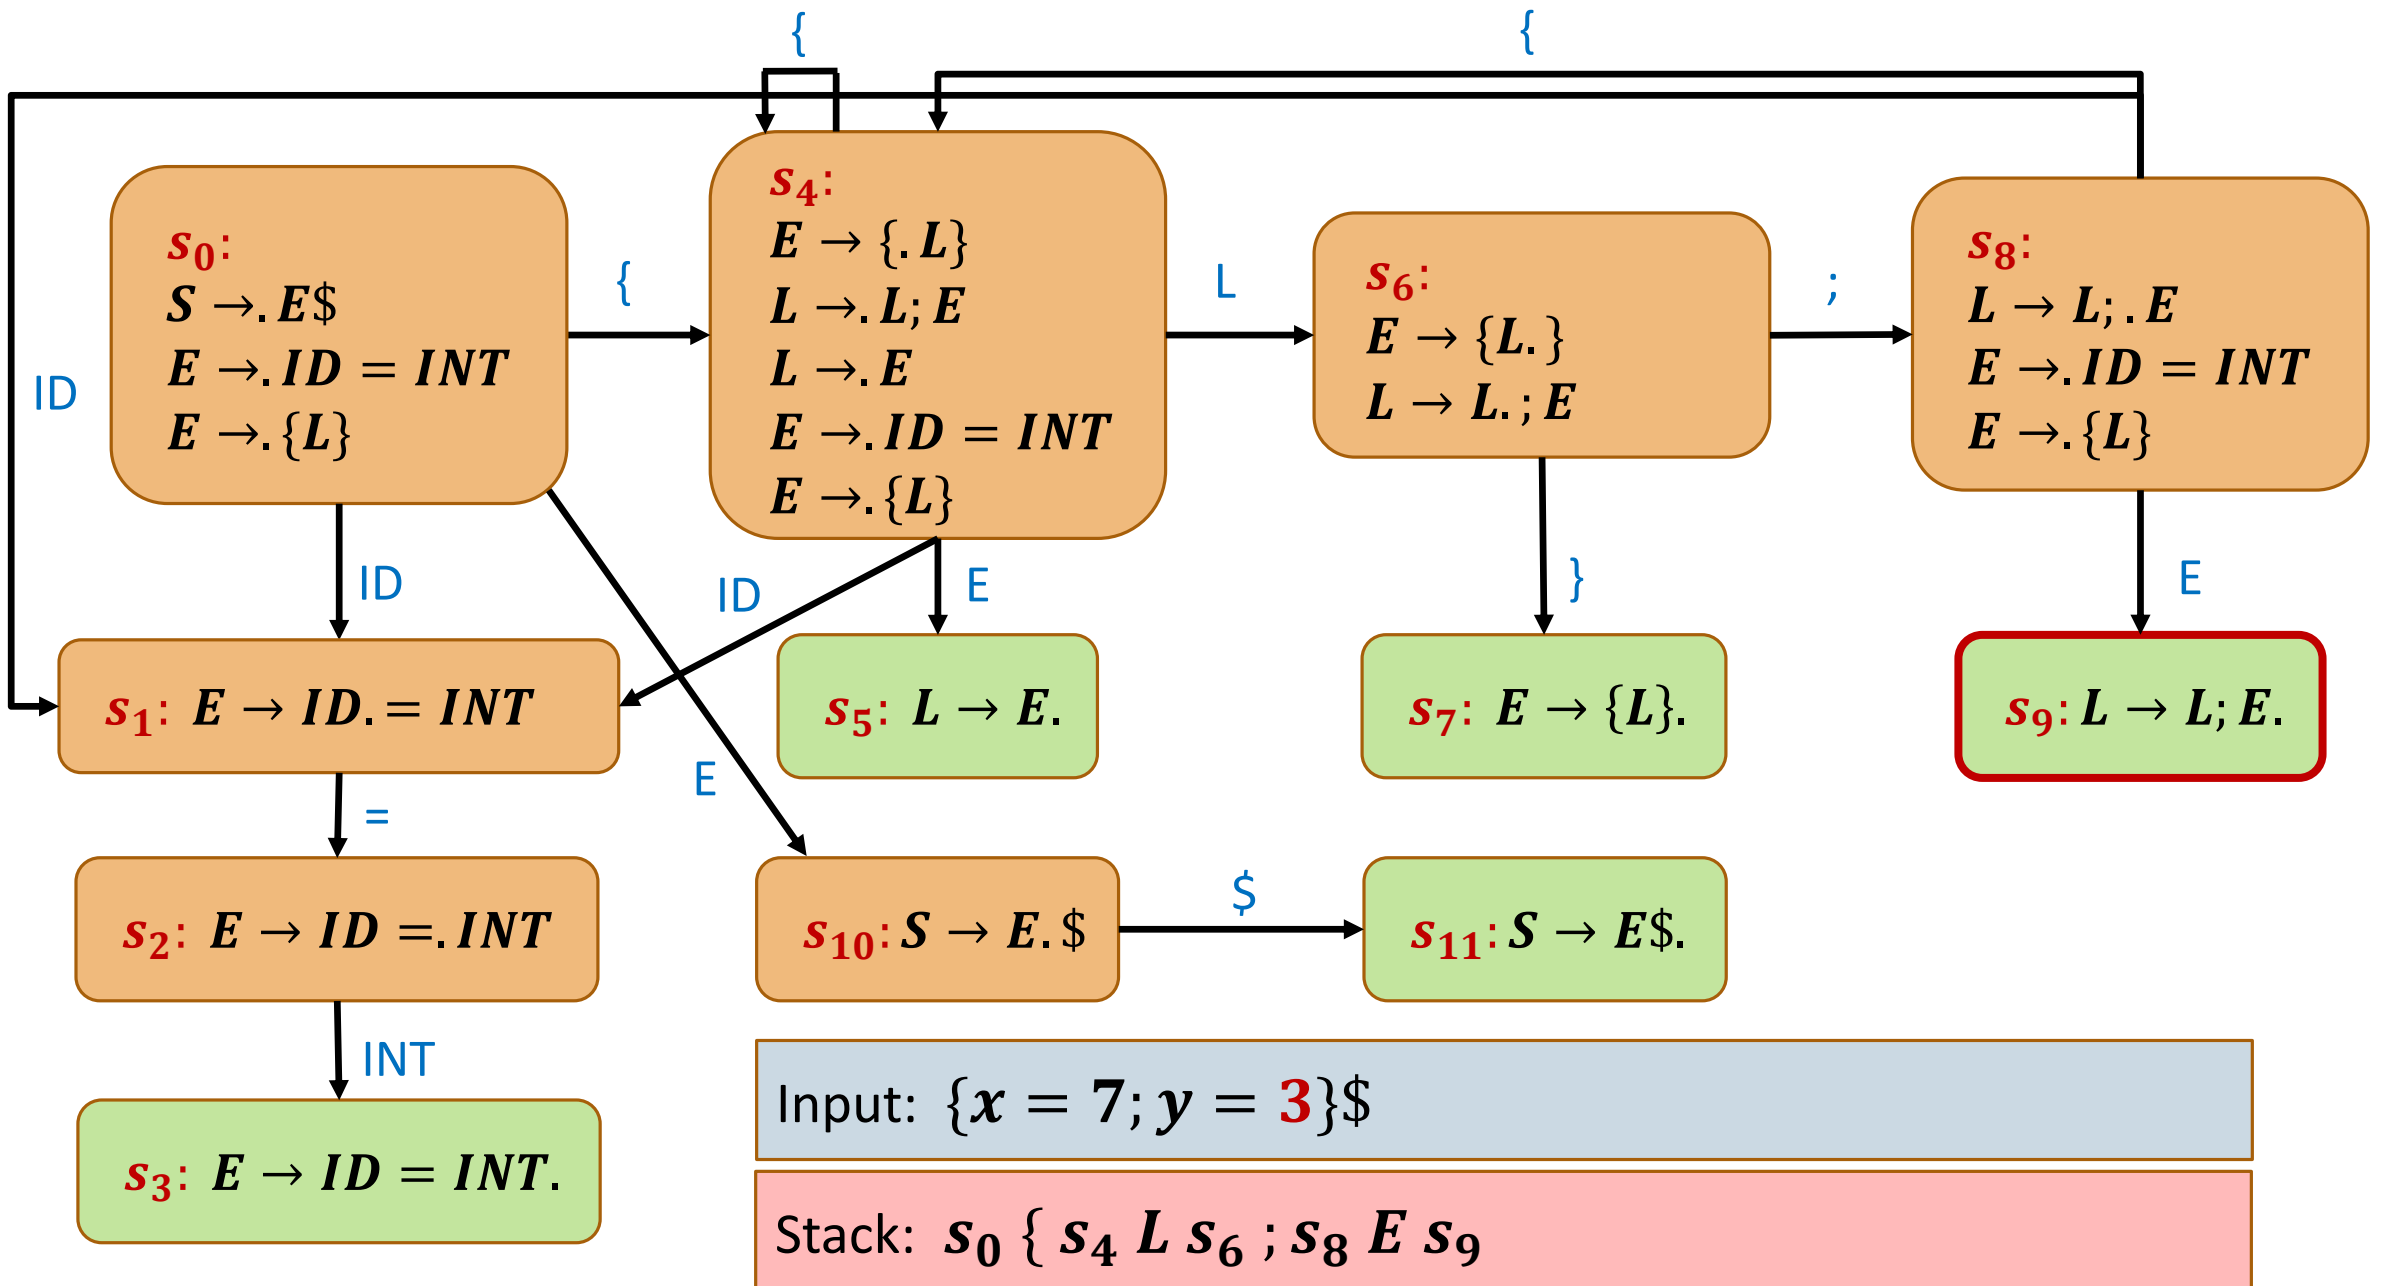 {
{
s₀:
S →. E$
E →. ID = INT
E →. {L}
{
s₄:
E → {. L}
L →. L; E
L →. E
E →. ID = INT
E →. {L}
L
s₆:
E → {L. }
L → L. ; E
;
s₈:
L → L; . E
E →. ID = INT
E →. {L}
ID
ID
ID
E
}
E
s₁: E → ID. = INT
s₅: L → E.
s₇: E → {L}.
s₉: L → L; E.
E
=
s₂: E → ID =. INT
s₁₀: S → E. $
$
s₁₁: S → E$.
INT
s₃: E → ID = INT.
Input: {x = 7; y = 3}$
Stack: s₀ { s₄ L s₆ ; s₈ E s₉